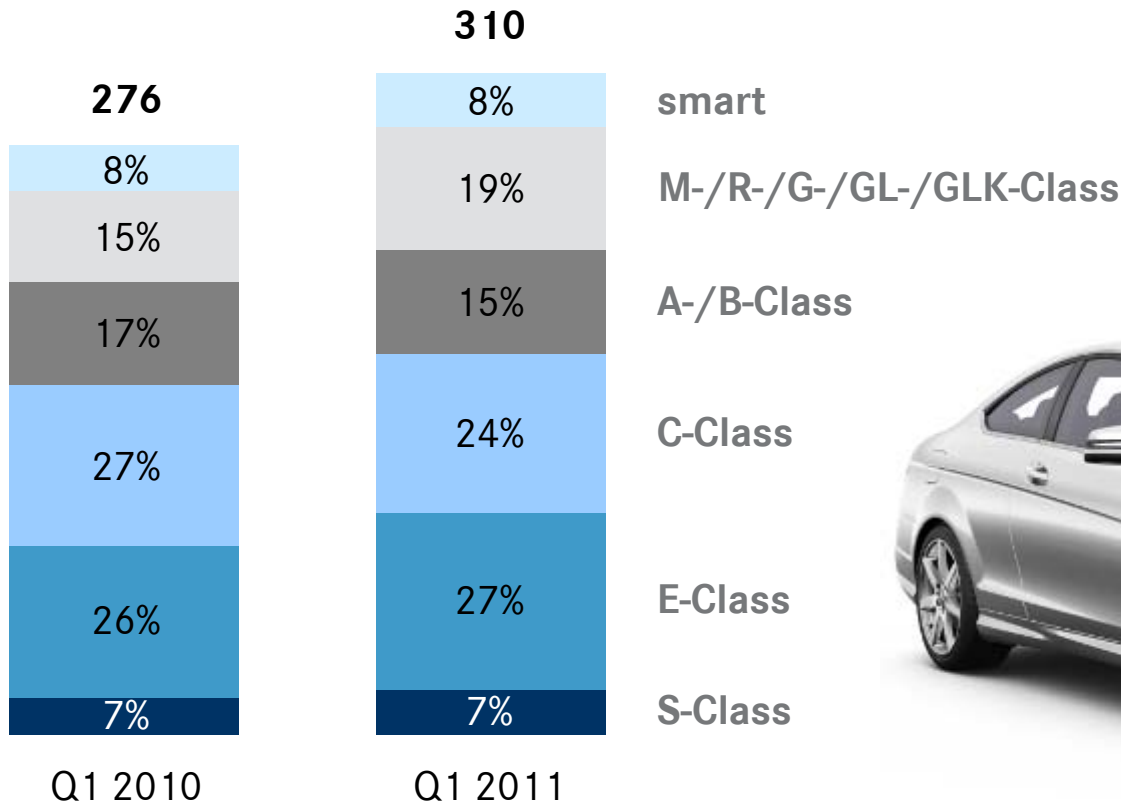 310
276
8% smart
8%
19% M-/R-/G-/GL-/GLK-Class
15%
15% A-/B-Class
17%
24% C-Class
27%
27% E-Class
26%
7% 7% S-Class
Q1 2010 Q1 2011